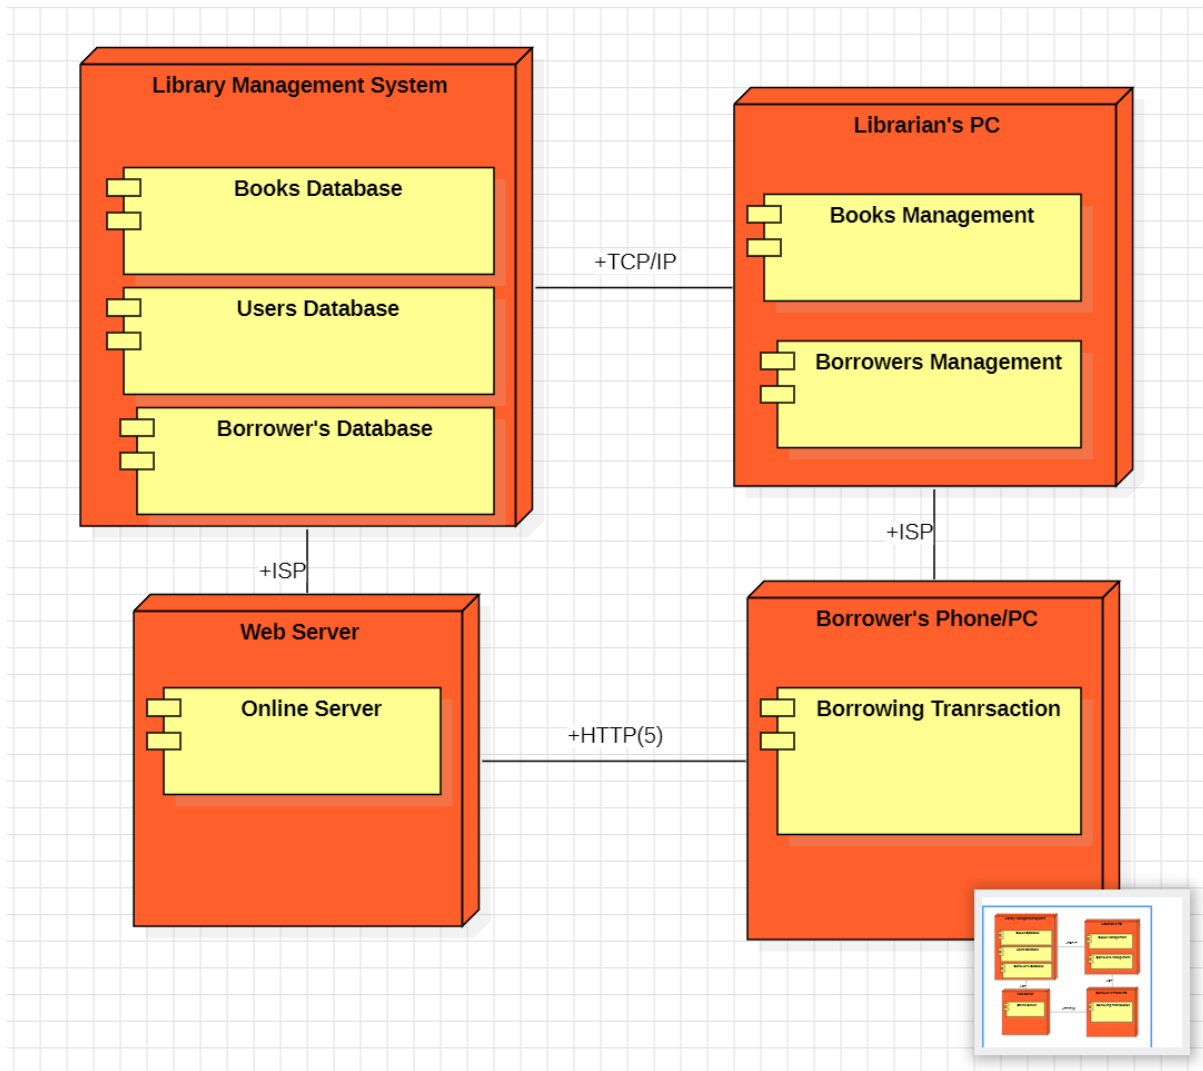 Library Management System
Books Database
Users Database
Borrower's Database
+TCP/IP
Librarian's PC
Books Management
Borrowers Management
+ISP
+ISP
Web Server
Online Server
+HTTP(5)
Borrower's Phone/PC
Borrowing Tranrsaction